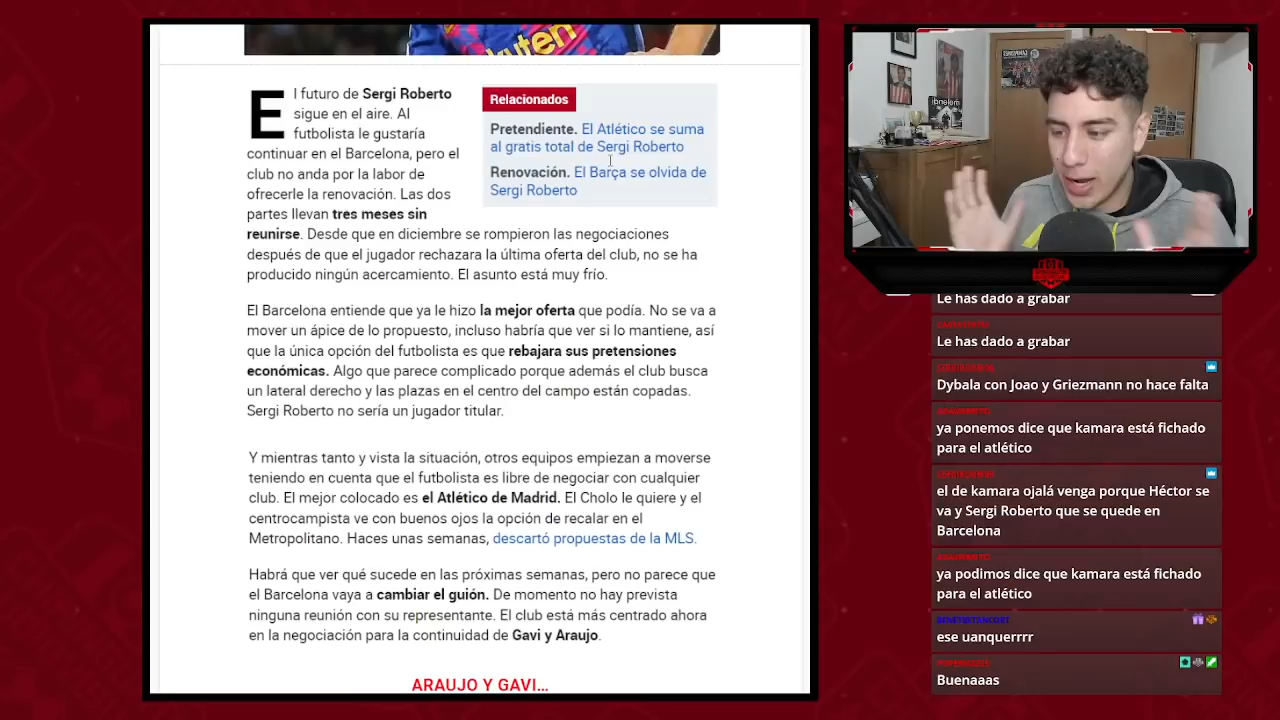 Rakuten
El futuro de Sergi Roberto
sigue en el aire. Al
futbolista le gustaría
continuar en el Barcelona, pero el
club no anda por la labor de
ofrecerle la renovación. Las dos
partes llevan tres meses sin
reunirse. Desde que en diciembre se rompieron las negociaciones
después de que el jugador rechazara la última oferta del club, no se ha
producido ningún acercamiento. El asunto está muy frío.
Relacionados
Pretendiente. El Atlético se suma
al gratis total de Sergi Roberto
Renovación. El Barça se olvida de
Sergi Roberto
El Barcelona entiende que ya le hizo la mejor oferta que podía. No se va a
mover un ápice de lo propuesto, incluso habría que ver si lo mantiene, así
que la única opción del futbolista es que rebajara sus pretensiones
económicas. Algo que parece complicado porque además el club busca
un lateral derecho y las plazas en el centro del campo están copadas.
Sergi Roberto no sería un jugador titular.
Y mientras tanto y vista la situación, otros equipos empiezan a moverse
teniendo en cuenta que el futbolista es libre de negociar con cualquier
club. El mejor colocado es el Atlético de Madrid. El Cholo le quiere y el
centrocampista ve con buenos ojos la opción de recalar en el
Metropolitano. Haces unas semanas, descartó propuestas de la MLS.
Habrá que ver qué sucede en las próximas semanas, pero no parece que
el Barcelona vaya a cambiar el guión. De momento no hay prevista
ninguna reunión con su representante. El club está más centrado ahora
en la negociación para la continuidad de Gavi y Araujo.
ARAUJO Y GAVI...
Le has dado a grabar
Le has dado a grabar
Dybala con Joao y Griezmann no hace falta
ya ponemos dice que kamara está fichado
para el atlético
el de kamara ojalá venga porque Héctor se
va y Sergi Roberto que se quede en
Barcelona
ya podimos dice que kamara está fichado
para el atlético
ese uanquerrrr
Buenaaas